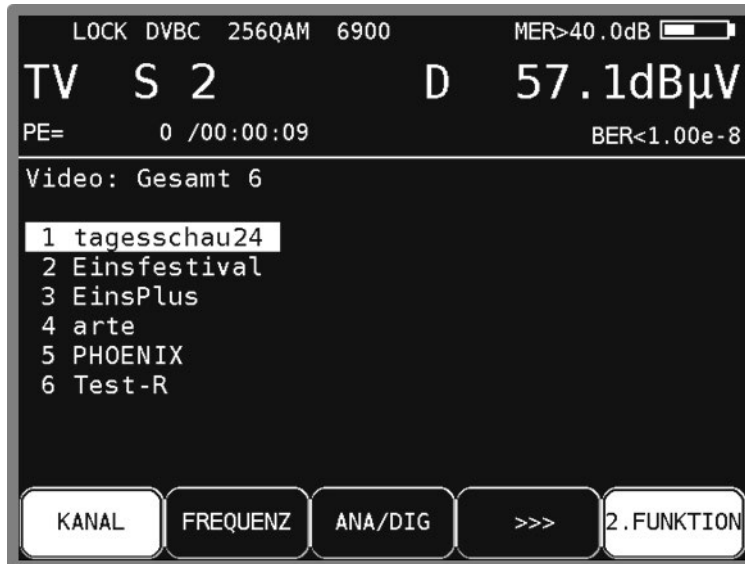 LOCK DVBC 256QAM 6900 MER>40.0dB
TV S 2 D 57.1dBµV
PE= 0 /00:00:09 BER<1.00e-8
Video: Gesamt 6
1 tagesschau24
2 Einsfestival
3 EinsPlus
4 arte
5 PHOENIX
6 Test-R
KANAL FREQUENZ ANA/DIG >>> 2.FUNKTION